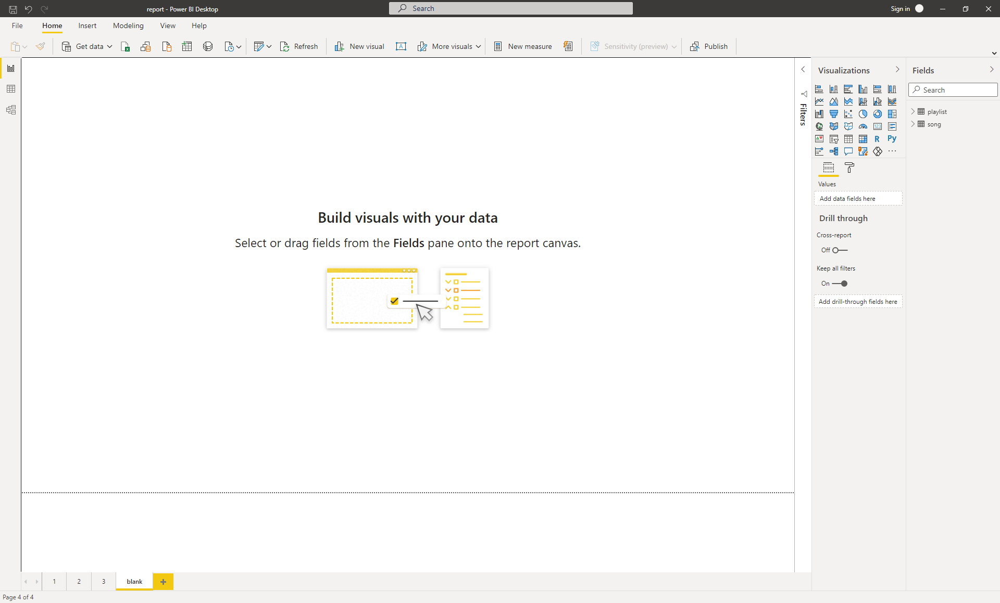 report - Power BI Desktop
Search
Sign in
File
Home
Insert
Modeling
View
Help
Get data
Refresh
New visual
A
More visuals
New measure
Sensitivity (preview)
Publish
Filters
Visualizations
123
R
Py
Values
Add data fields here
Drill through
Cross-report
Off
Keep all filters
On
Add drill-through fields here
Fields
Search
playlist
song
Build visuals with your data
Select or drag fields from the Fields pane onto the report canvas.
1
2
3
blank
Page 4 of 4